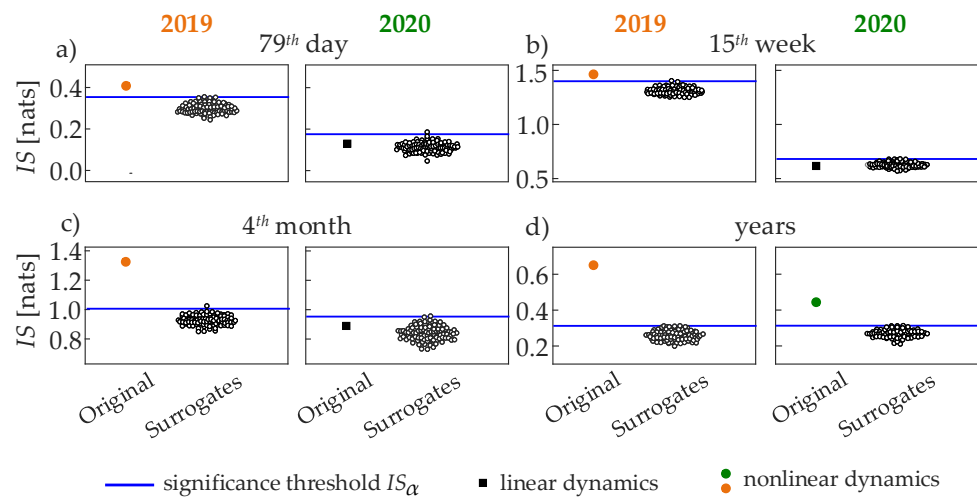 2019 2020 2019 2020
a) 79th day b) 15th week
IS [nats]
0.4
0.2
0.0
1.5
1.0
0.5
c) 4th month d) years
IS [nats]
1.4
1.2
1.0
0.8
0.6
0.4
0.2
Original Surrogates Original Surrogates Original Surrogates Original Surrogates
significance threshold ISα linear dynamics nonlinear dynamics